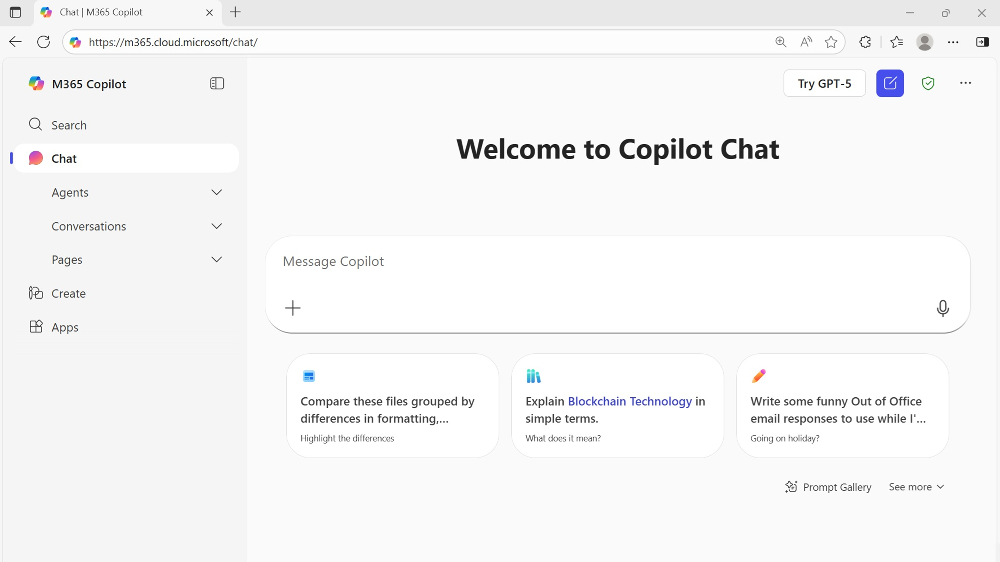 Chat | M365 Copilot
https://m365.cloud.microsoft/chat/
M365 Copilot
Try GPT-5
Search
Chat
Agents
Conversations
Pages
Create
Apps
Welcome to Copilot Chat
Message Copilot
Compare these files grouped by
differences in formatting,...
Highlight the differences
Explain Blockchain Technology in
simple terms.
What does it mean?
Write some funny Out of Office
email responses to use while I'...
Going on holiday?
Prompt Gallery
See more